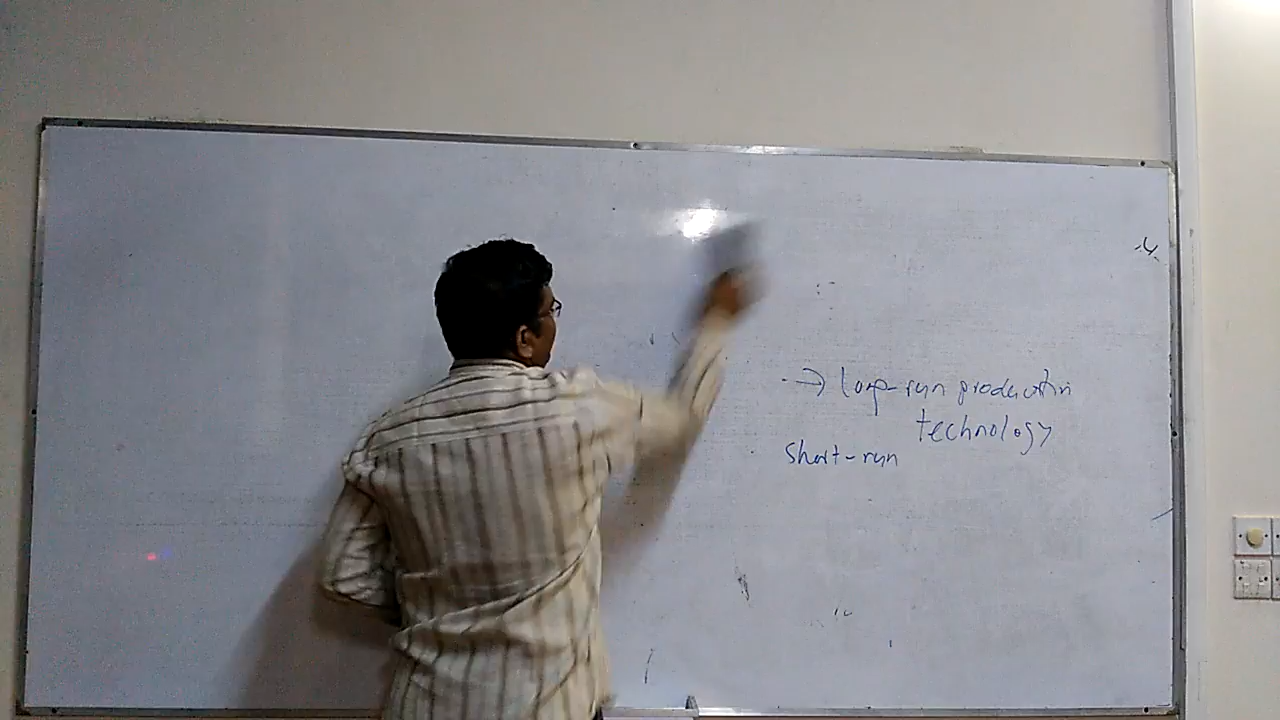 → long-run production
technology
short-run